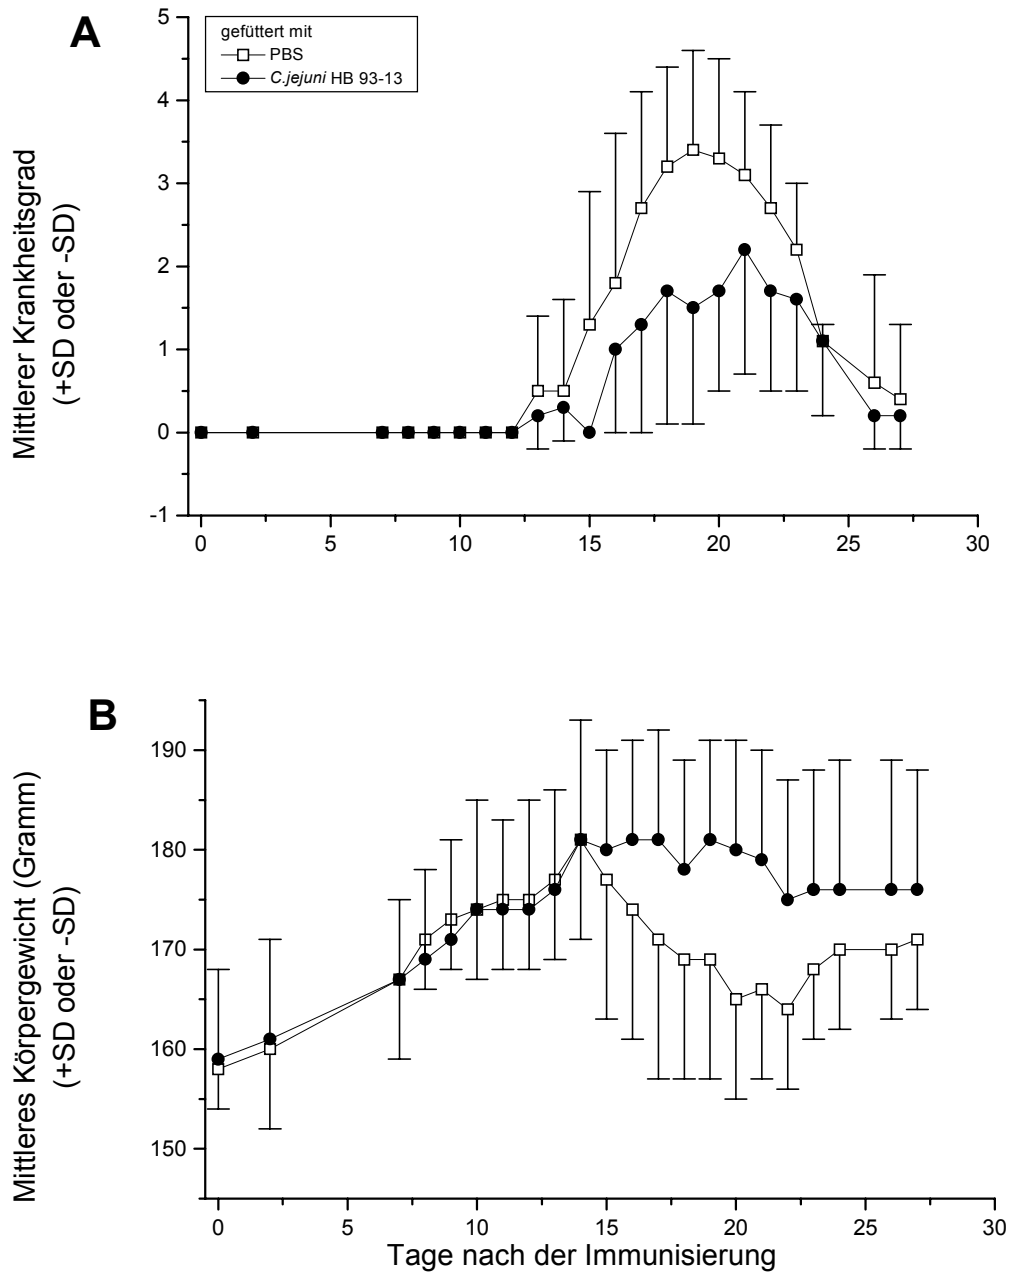 A
5
4
3
2
1
0
-1
Mittlerer Krankheitsgrad
(+SD oder -SD)
gefüttert mit
PBS
C.jejuni HB 93-13
0 5 10 15 20 25 30
B
190
180
170
160
150
Mittleres Körpergewicht (Gramm)
(+SD oder -SD)
0 5 10 15 20 25 30
Tage nach der Immunisierung